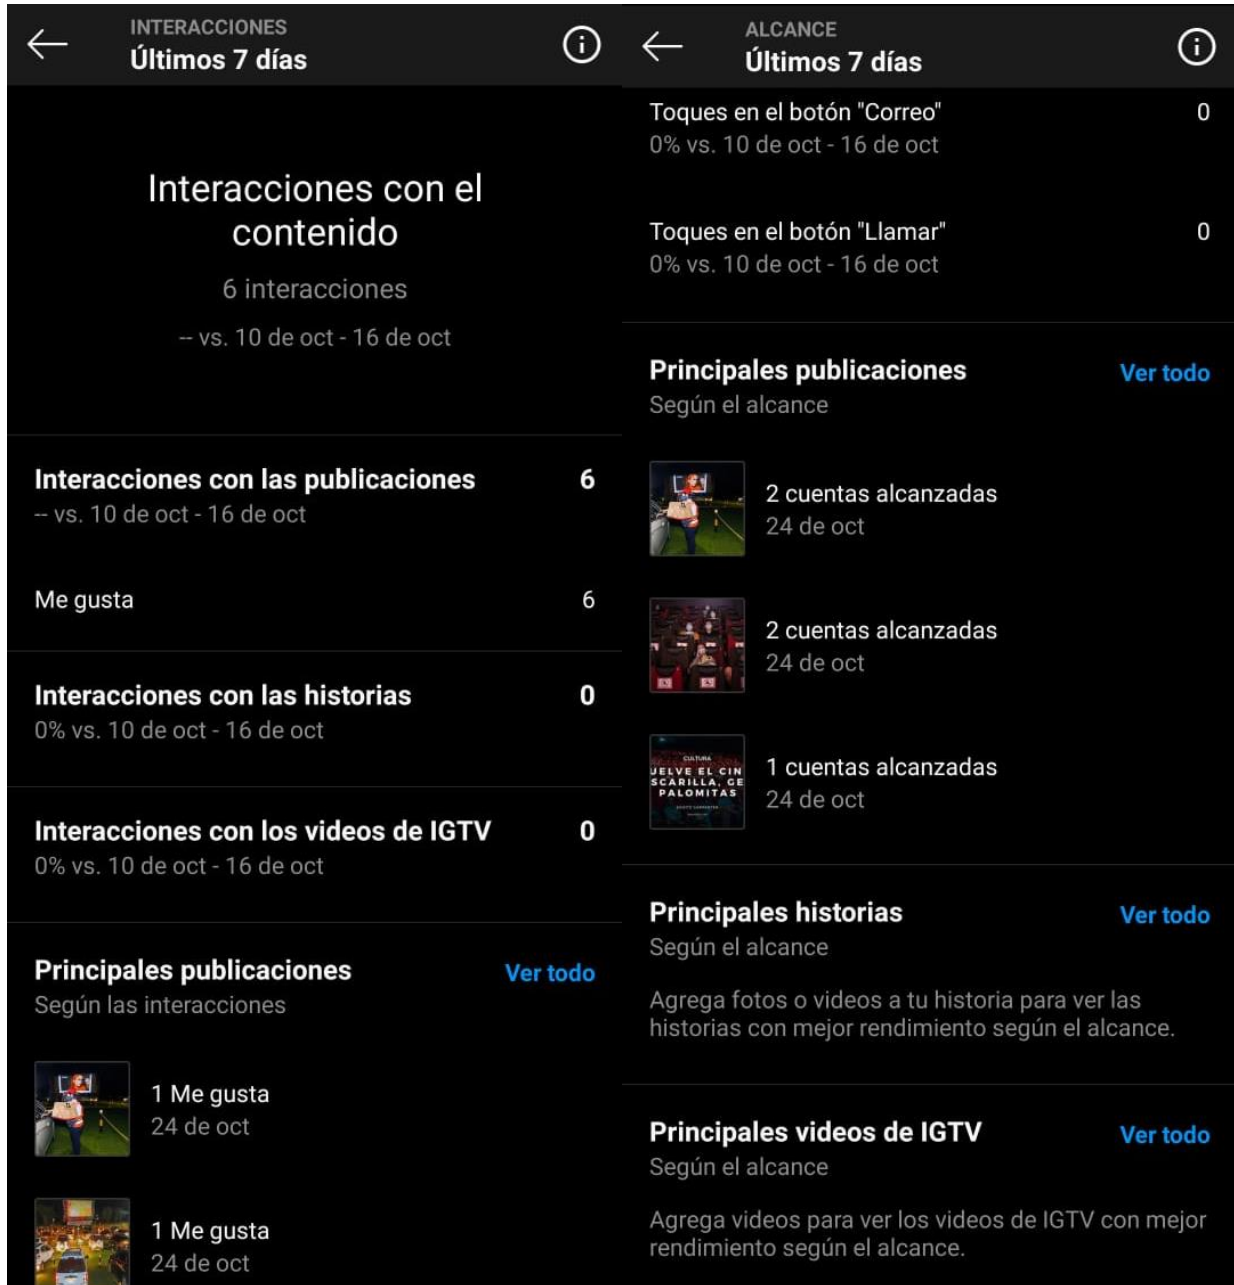 INTERACCIONES
Últimos 7 días
Interacciones con el
contenido
6 interacciones
-- vs. 10 de oct - 16 de oct
Interacciones con las publicaciones 6
-- vs. 10 de oct - 16 de oct
Me gusta 6
Interacciones con las historias 0
0% vs. 10 de oct - 16 de oct
Interacciones con los videos de IGTV 0
0% vs. 10 de oct - 16 de oct
Principales publicaciones Ver todo
Según las interacciones
1 Me gusta
24 de oct
1 Me gusta
24 de oct
ALCANCE
Últimos 7 días
Toques en el botón "Correo" 0
0% vs. 10 de oct - 16 de oct
Toques en el botón "Llamar" 0
0% vs. 10 de oct - 16 de oct
Principales publicaciones Ver todo
Según el alcance
2 cuentas alcanzadas
24 de oct
2 cuentas alcanzadas
24 de oct
CULTURA
UELVE EL CIN
SCARILLA, GE
PALOMITAS
1 cuentas alcanzadas
24 de oct
Principales historias Ver todo
Según el alcance
Agrega fotos o videos a tu historia para ver las
historias con mejor rendimiento según el alcance.
Principales videos de IGTV Ver todo
Según el alcance
Agrega videos para ver los videos de IGTV con mejor
rendimiento según el alcance.